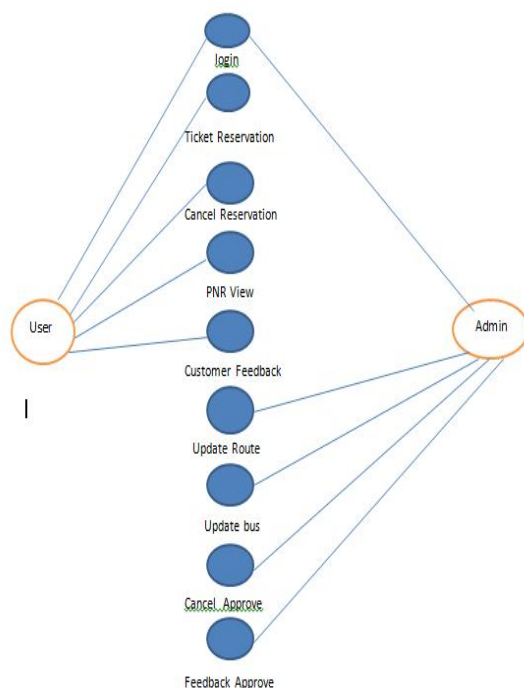 login
Ticket Reservation
Cancel Reservation
PNR View
User
Admin
Customer Feedback
Update Route
Update bus
Cancel Approve
Feedback Approve